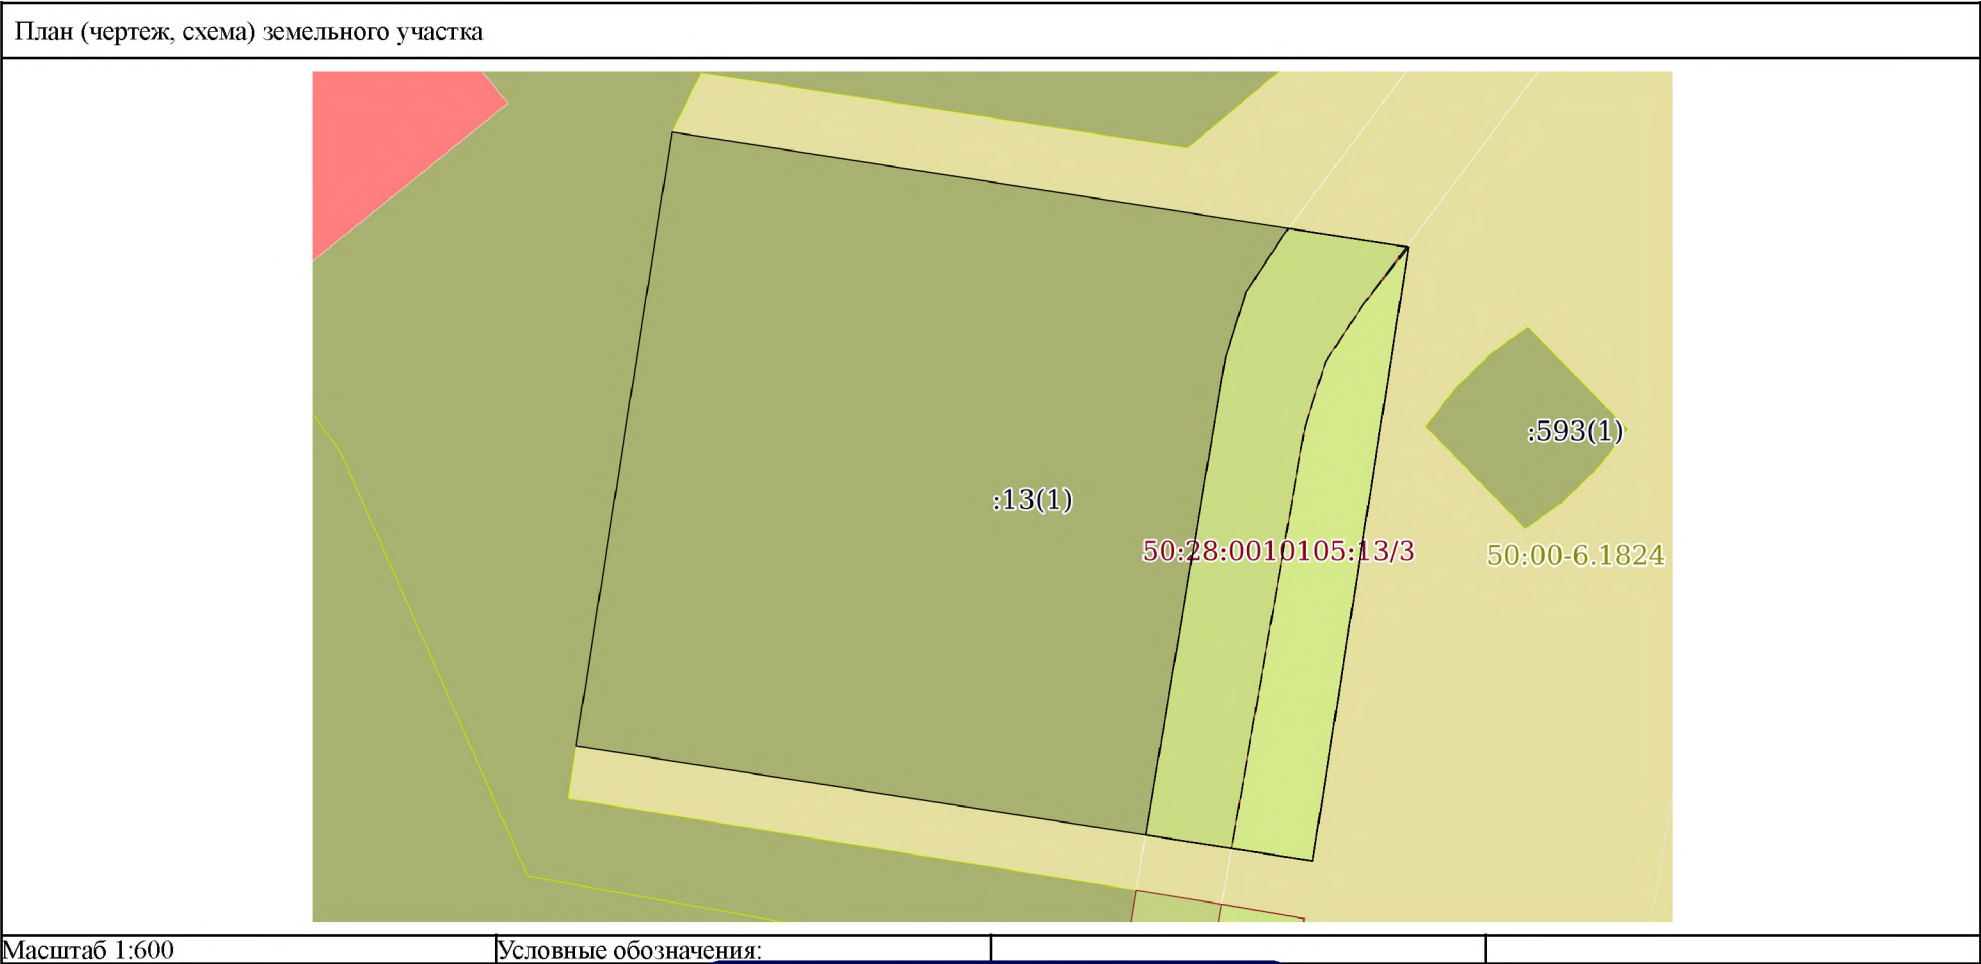 План (чертеж, схема) земельного участка
:593(1)
:13(1)
50:28:0010105:13/3
50:00-6.1824
Масштаб 1:600
Условные обозначения: